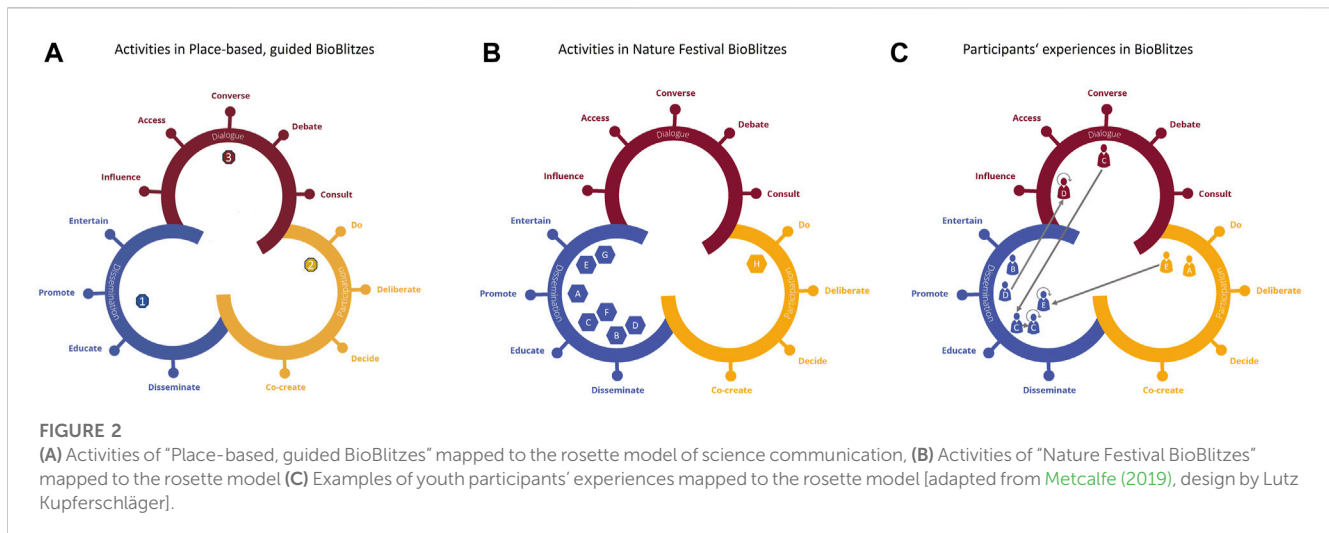 A
Activities in Place-based, guided BioBlitzes
Converse
Access
Debate
Dialogue
3
Influence
Consult
Entertain
Do
Dissemination
2
Promote
1
Deliberate
Participation
Educate
Decide
Disseminate
Co-create
B
Activities in Nature Festival BioBlitzes
Converse
Access
Debate
Dialogue
Influence
Consult
Entertain
Do
Dissemination
G
E
H
Promote
A
Deliberate
Participation
F
C
D
B
Educate
Decide
Disseminate
Co-create
C
Participants' experiences in BioBlitzes
Converse
Access
Debate
Dialogue
C
Influence
D
Consult
Entertain
Do
Dissemination
B
E
A
Promote
D
E
Deliberate
Participation
C
C
Educate
Decide
Disseminate
Co-create
FIGURE 2
(A) Activities of "Place-based, guided BioBlitzes" mapped to the rosette model of science communication, (B) Activities of "Nature Festival BioBlitzes"
mapped to the rosette model (C) Examples of youth participants' experiences mapped to the rosette model [adapted from Metcalfe (2019), design by Lutz
Kupferschläger].